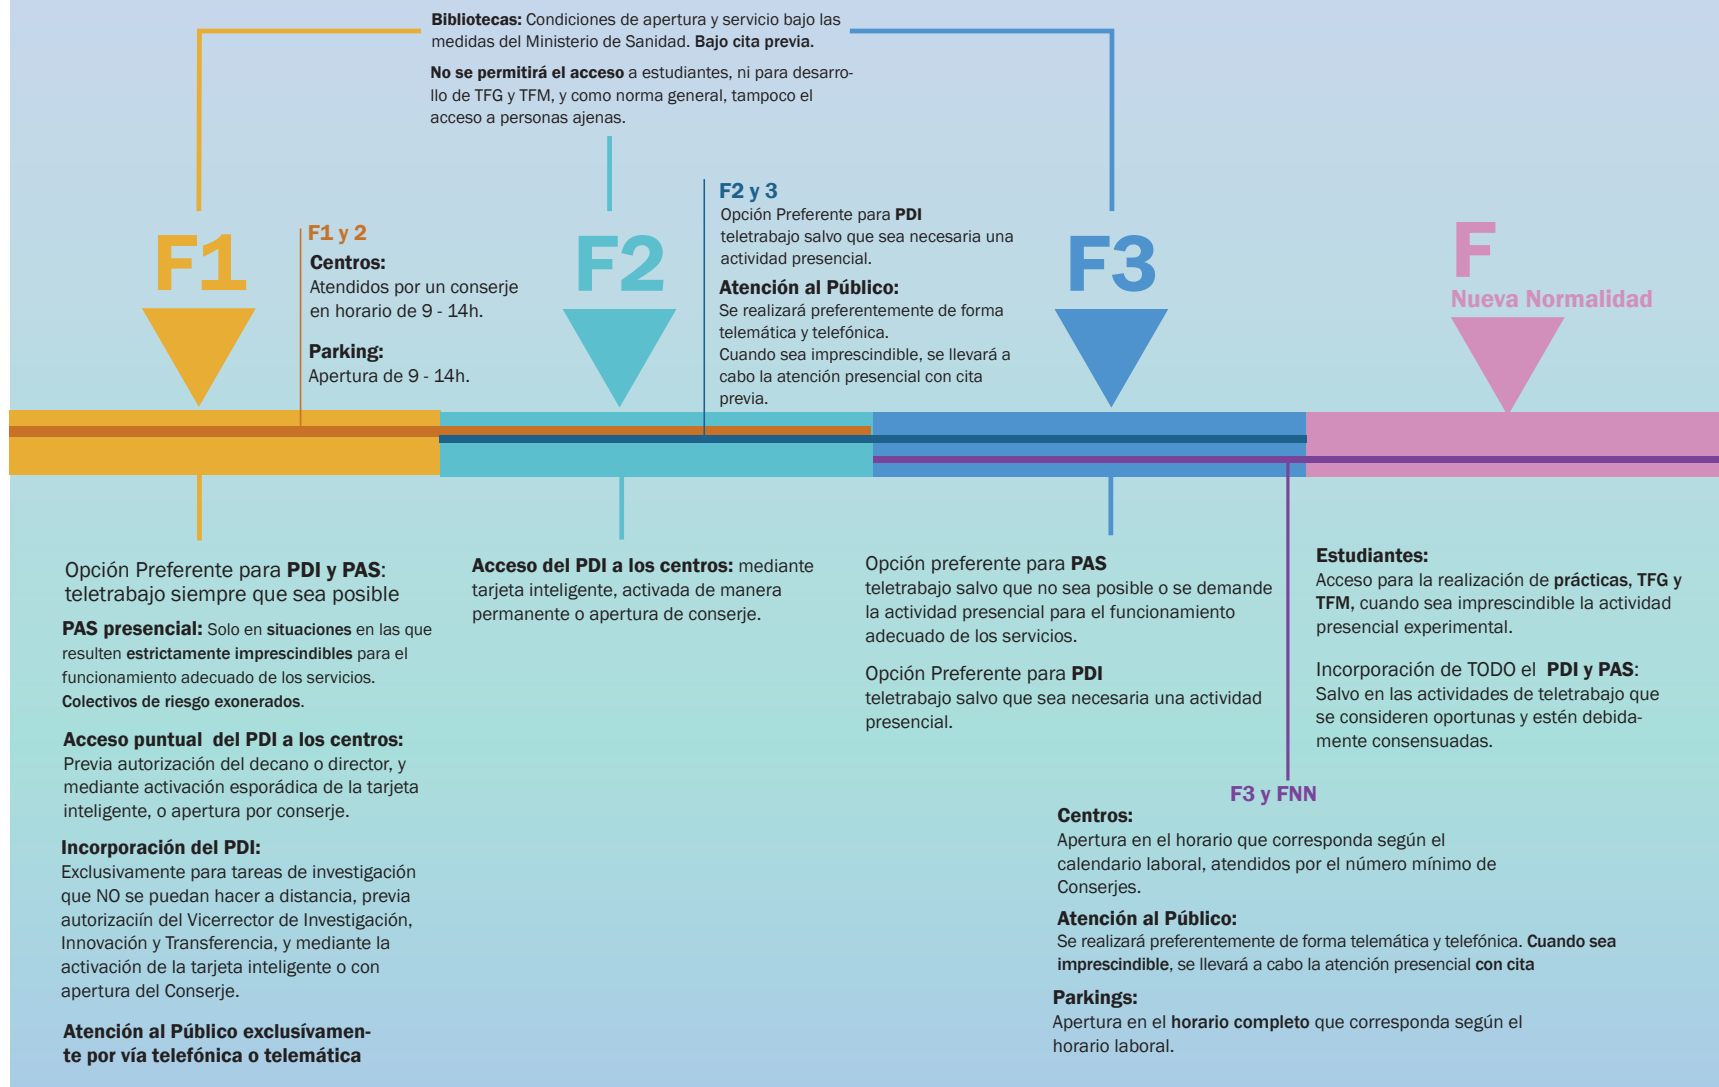 Bibliotecas: Condiciones de apertura y servicio bajo las
medidas del Ministerio de Sanidad. Bajo cita previa.
No se permitirá el acceso a estudiantes, ni para desarro-
llo de TFG y TFM, y como norma general, tampoco el
acceso a personas ajenas.
F1
F1 y 2
Centros:
Atendidos por un conserje
en horario de 9 - 14h.
Parking:
Apertura de 9 - 14h.
F2
F2 y 3
Opción Preferente para PDI
teletrabajo salvo que sea necesaria una
actividad presencial.
Atención al Público:
Se realizará preferentemente de forma
telemática y telefónica.
Cuando sea imprescindible, se llevará a
cabo la atención presencial con cita
previa.
F3
F
Nueva Normalidad
Opción Preferente para PDI y PAS:
teletrabajo siempre que sea posible
PAS presencial: Solo en situaciones en las que
resulten estrictamente imprescindibles para el
funcionamiento adecuado de los servicios.
Colectivos de riesgo exonerados.
Acceso puntual del PDI a los centros:
Previa autorización del decano o director, y
mediante activación esporádica de la tarjeta
inteligente, o apertura por conserje.
Incorporación del PDI:
Exclusivamente para tareas de investigación
que NO se puedan hacer a distancia, previa
autorizaciín del Vicerrector de Investigación,
Innovación y Transferencia, y mediante la
activación de la tarjeta inteligente o con
apertura del Conserje.
Atención al Público exclusívamen-
te por vía telefónica o telemática
Acceso del PDI a los centros: mediante
tarjeta inteligente, activada de manera
permanente o apertura de conserje.
Opción preferente para PAS
teletrabajo salvo que no sea posible o se demande
la actividad presencial para el funcionamiento
adecuado de los servicios.
Opción Preferente para PDI
teletrabajo salvo que sea necesaria una actividad
presencial.
Estudiantes:
Acceso para la realización de prácticas, TFG y
TFM, cuando sea imprescindible la actividad
presencial experimental.
Incorporación de TODO el PDI y PAS:
Salvo en las actividades de teletrabajo que
se consideren oportunas y estén debida-
mente consensuadas.
F3 y FNN
Centros:
Apertura en el horario que corresponda según el
calendario laboral, atendidos por el número mínimo de
Conserjes.
Atención al Público:
Se realizará preferentemente de forma telemática y telefónica. Cuando sea
imprescindible, se llevará a cabo la atención presencial con cita
Parkings:
Apertura en el horario completo que corresponda según el
horario laboral.